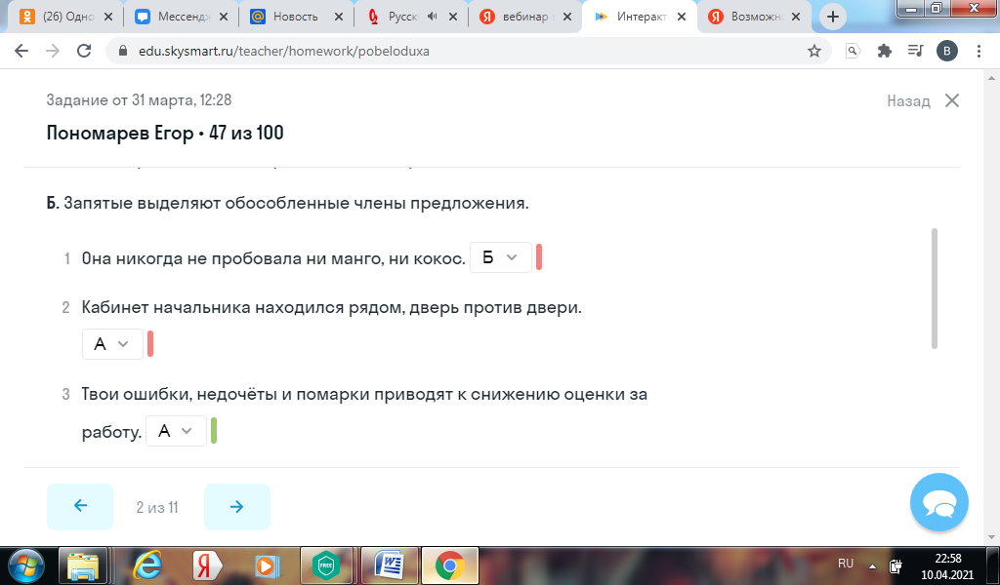 (26) Одно
Мессендж
Новость
Русск
вебинар
Интеракт
Возможн
edu.skysmart.ru/teacher/homework/pobeloduxa
В
Задание от 31 марта, 12:28
Назад
Пономарев Егор • 47 из 100
Б. Запятые выделяют обособленные члены предложения.
1 Она никогда не пробовала ни манго, ни кокос. Б
2 Кабинет начальника находился рядом, дверь против двери.
А
3 Твои ошибки, недочёты и помарки приводят к снижению оценки за
работу. А
2 из 11
FREE
RU
22:58
10.04.2021